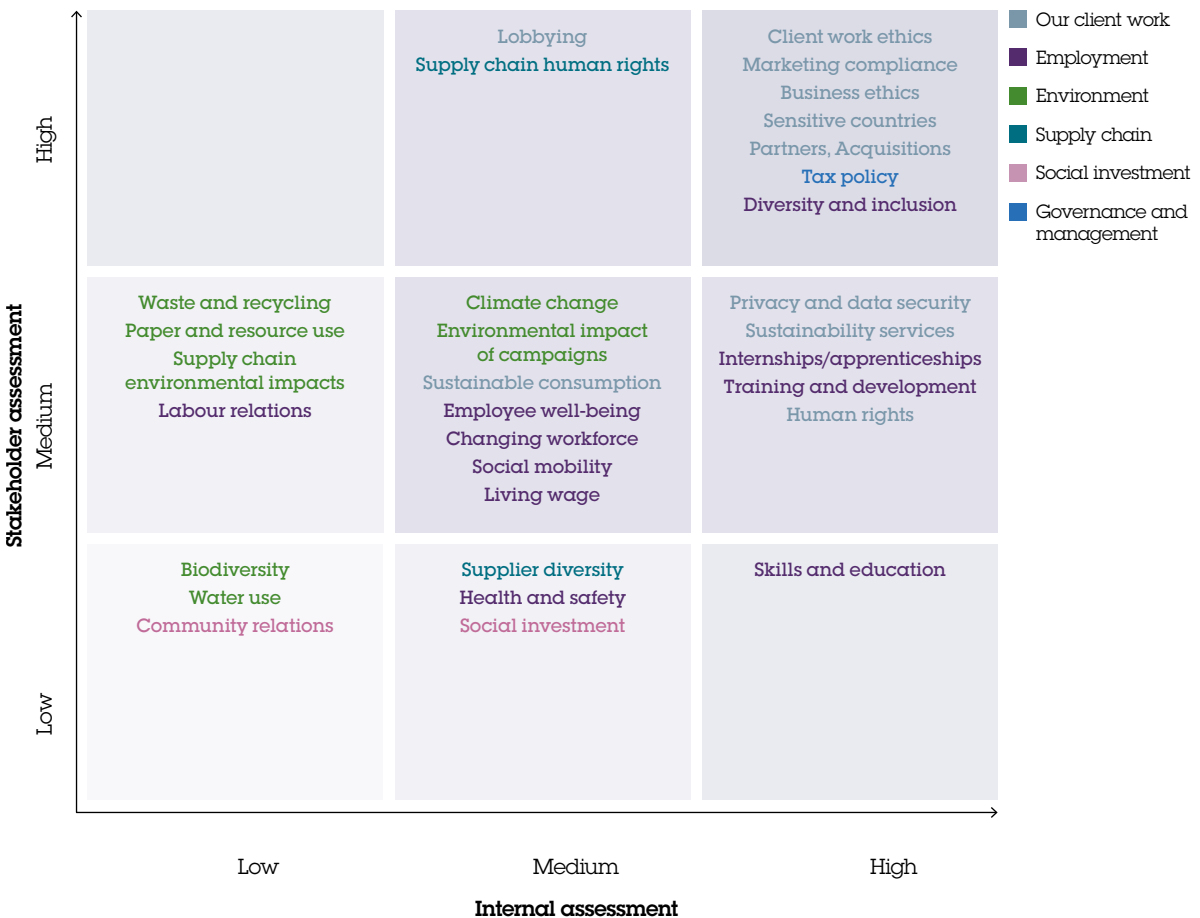 Lobbying
Supply chain human rights
Client work ethics
Marketing compliance
Business ethics
Sensitive countries
Partners, Acquisitions
Tax policy
Diversity and inclusion
Our client work
Employment
Environment
Supply chain
Social investment
Governance and
management
Stakeholder assessment
High
Medium
Low
Waste and recycling
Paper and resource use
Supply chain
environmental impacts
Labour relations
Climate change
Environmental impact
of campaigns
Sustainable consumption
Employee well-being
Changing workforce
Social mobility
Living wage
Privacy and data security
Sustainability services
Internships/apprenticeships
Training and development
Human rights
Biodiversity
Water use
Community relations
Supplier diversity
Health and safety
Social investment
Skills and education
Low
Medium
High
Internal assessment